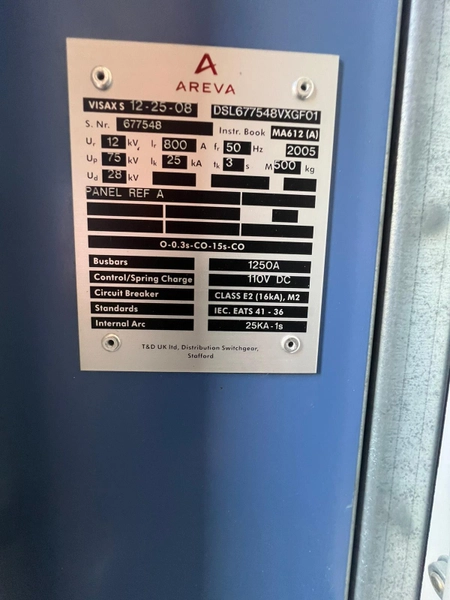 AREVA
VISAX S 12-25-08 DSL677548VXGF01
S. Nr. 677548 Instr. Book MA612 (A)
Ur 12 kV, Ir 800 A fr 50 Hz 2005
Up 75 kV Ik 25 kA tk 3 s M 500 kg
Ud 28 kV
PANEL REF A
O-0.3s-CO-15s-CO
Busbars 1250A
Control/Spring Charge 110V DC
Circuit Breaker CLASS E2 (16kA), M2
Standards IEC. EATS 41 - 36
Internal Arc 25KA-1s
T&D UK ltd, Distribution Switchgear,
Stafford